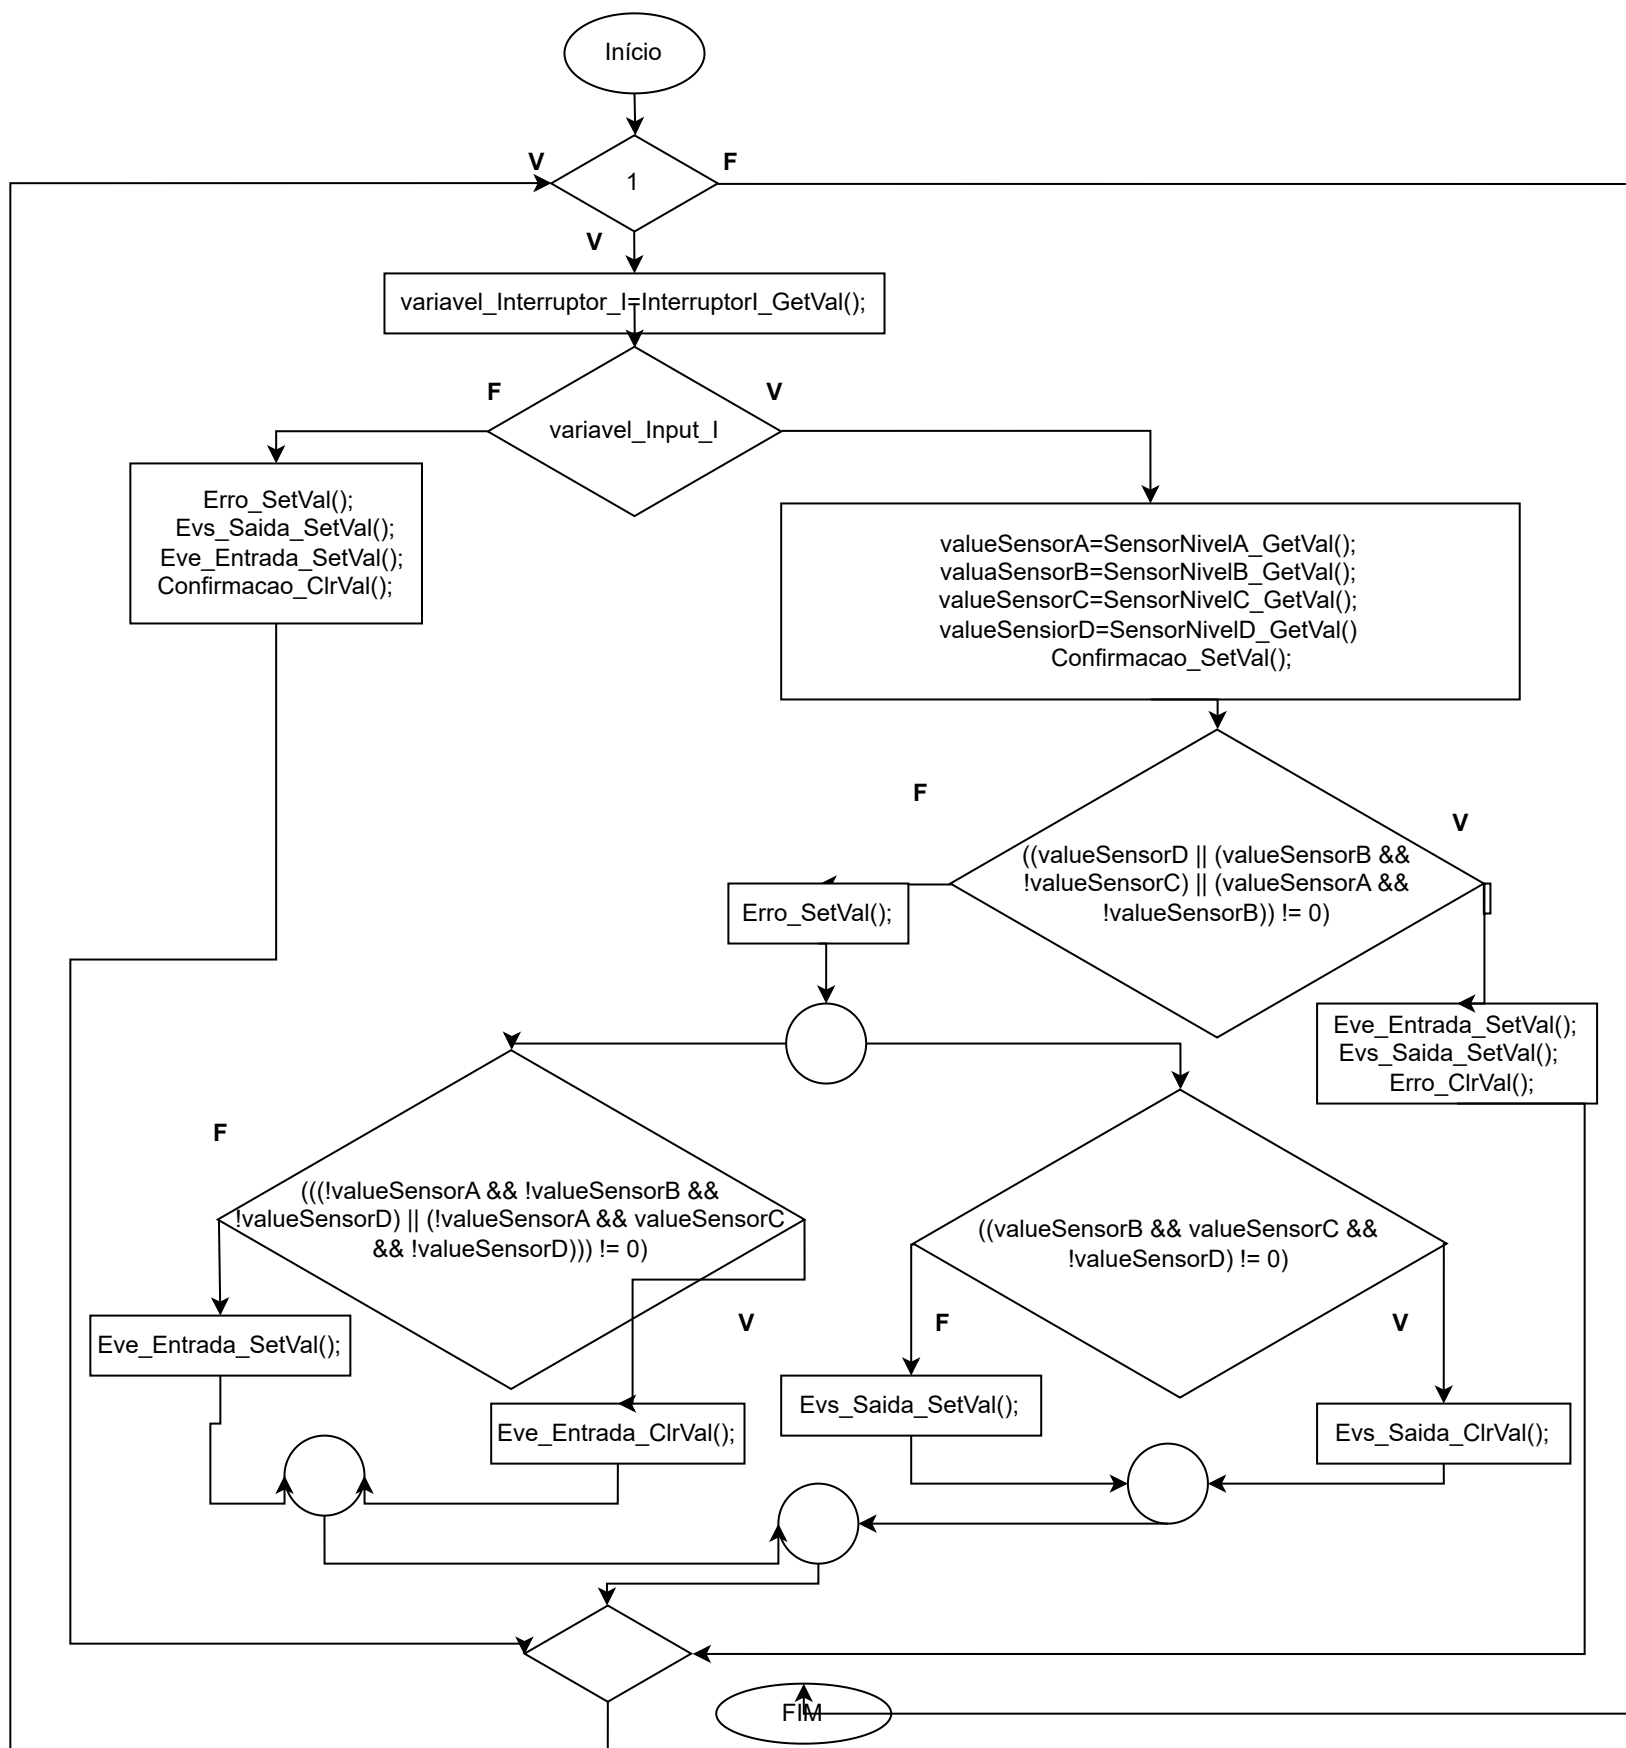 Início
V
F
1
V
variavel_Interruptor_I=InterruptorI_GetVal();
F
V
variavel_Input_I
Erro_SetVal();
Evs_Saida_SetVal();
Eve_Entrada_SetVal();
Confirmacao_ClrVal();
valueSensorA=SensorNivelA_GetVal();
valuaSensorB=SensorNivelB_GetVal();
valueSensorC=SensorNivelC_GetVal();
valueSensiorD=SensorNivelD_GetVal()
Confirmacao_SetVal();
F
V
((valueSensorD || (valueSensorB &&
!valueSensorC) || (valueSensorA &&
!valueSensorB)) != 0)
Erro_SetVal();
Eve_Entrada_SetVal();
Evs_Saida_SetVal();
Erro_ClrVal();
F
(((!valueSensorA && !valueSensorB &&
!valueSensorD) || (!valueSensorA && valueSensorC
&& !valueSensorD))) != 0)
((valueSensorB && valueSensorC &&
!valueSensorD) != 0)
V
F
V
Eve_Entrada_SetVal();
Eve_Entrada_ClrVal();
Evs_Saida_SetVal();
Evs_Saida_ClrVal();
FIM